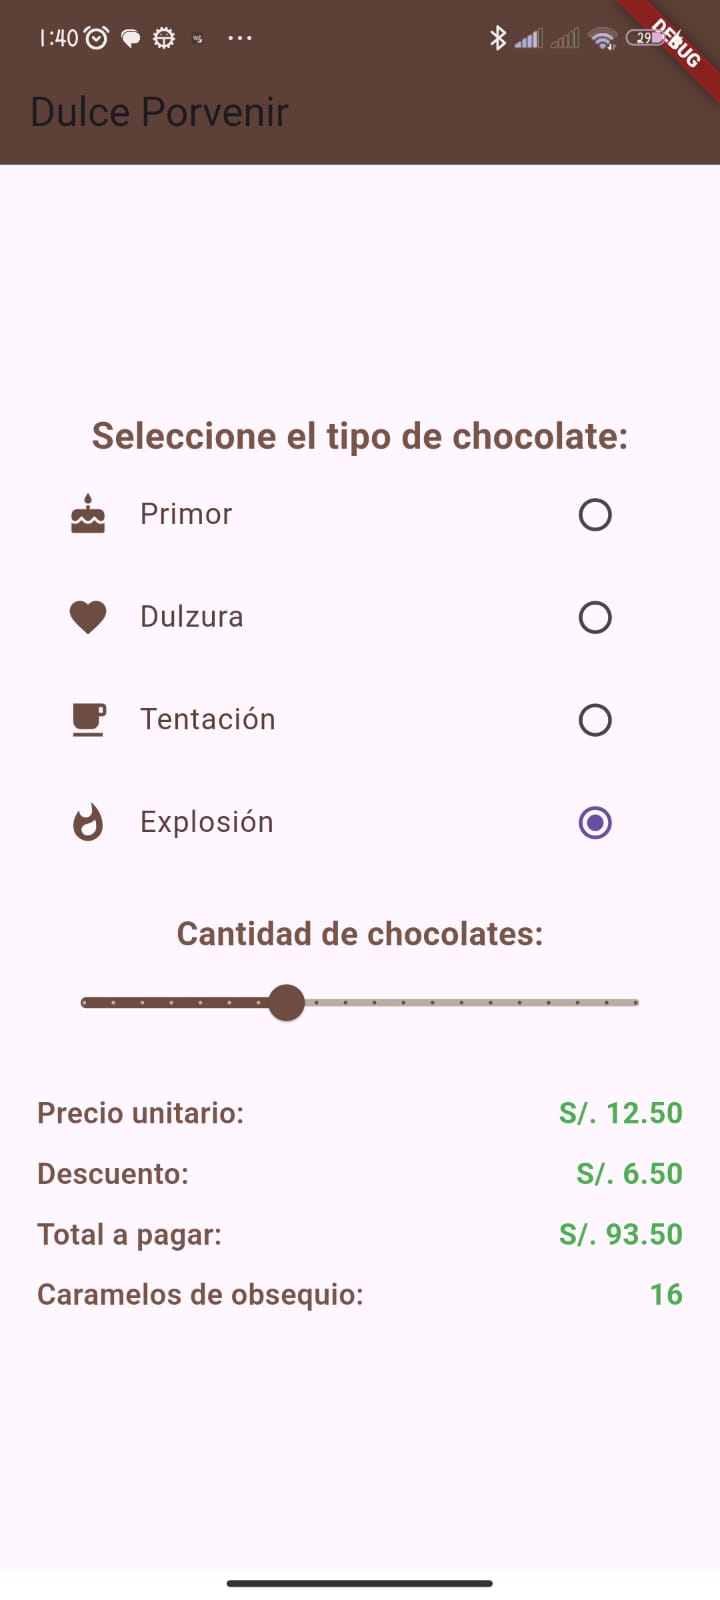 1:40
29
DEBUG
Dulce Porvenir
Seleccione el tipo de chocolate:
Primor
Dulzura
Tentación
Explosión
Cantidad de chocolates:
Precio unitario: S/. 12.50
Descuento: S/. 6.50
Total a pagar: S/. 93.50
Caramelos de obsequio: 16